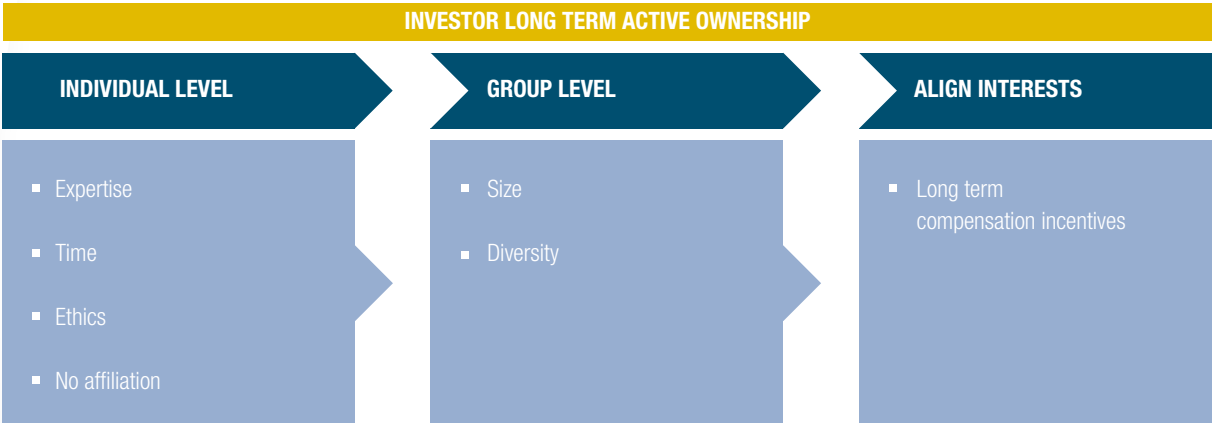 INVESTOR LONG TERM ACTIVE OWNERSHIP
INDIVIDUAL LEVEL
Expertise
Time
Ethics
No affiliation
GROUP LEVEL
Size
Diversity
ALIGN INTERESTS
Long term
compensation incentives